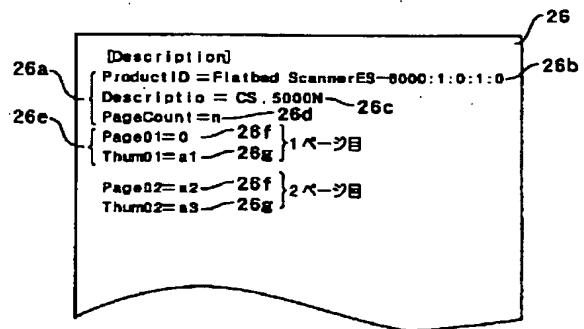 26
[Description]
26a ProductID =Flatbed ScannerES-6000:1:0:1:0 26b
Descriptio = CS, 5000N 26c
PageCount=n 26d
26e Page01=0 26f 1ページ目
Thum01=a1 26g
Page02=a2 26f 2ページ目
Thum02=a3 26g